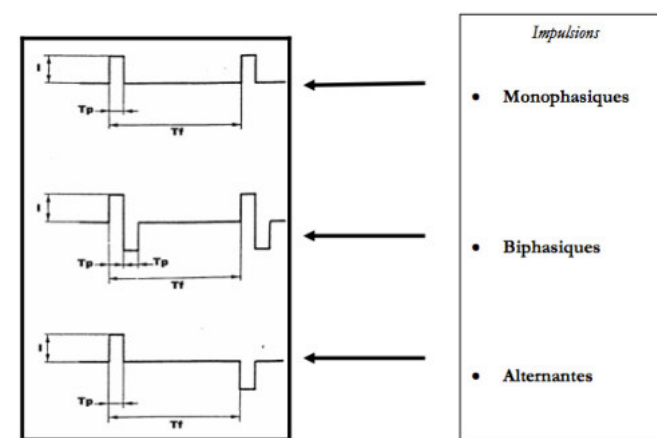 Impulsions
I
Tp
Tf
• Monophasiques
I
Tp Tp
Tf
• Biphasiques
I
Tp
Tf
• Alternantes